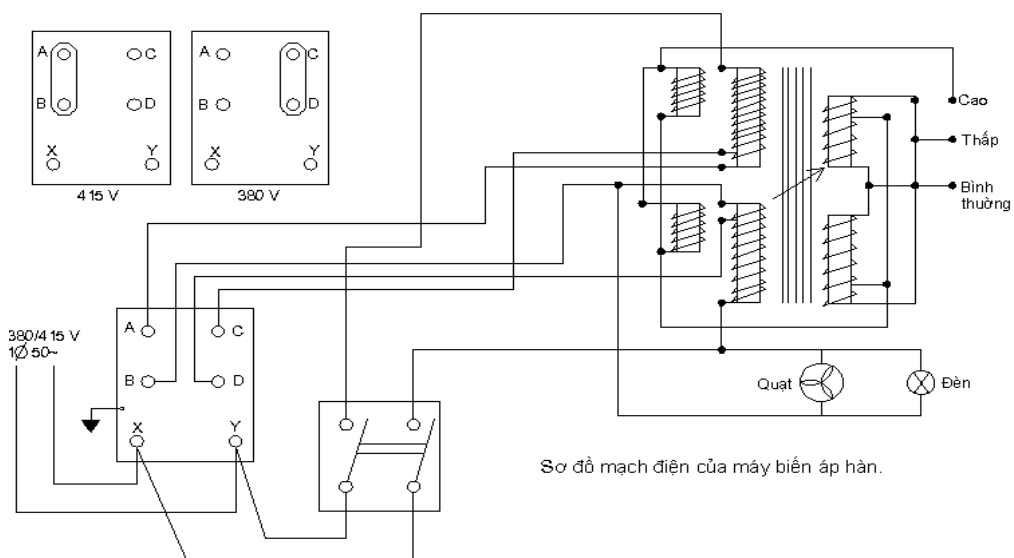 A C
B D
X Y
415 V
A C
B D
X Y
380 V
Cao
Thấp
Bình
thường
380/415 V
1Ø 50~
A C
B D
X Y
Quạt
Đèn
Sơ đồ mạch điện của máy biến áp hàn.